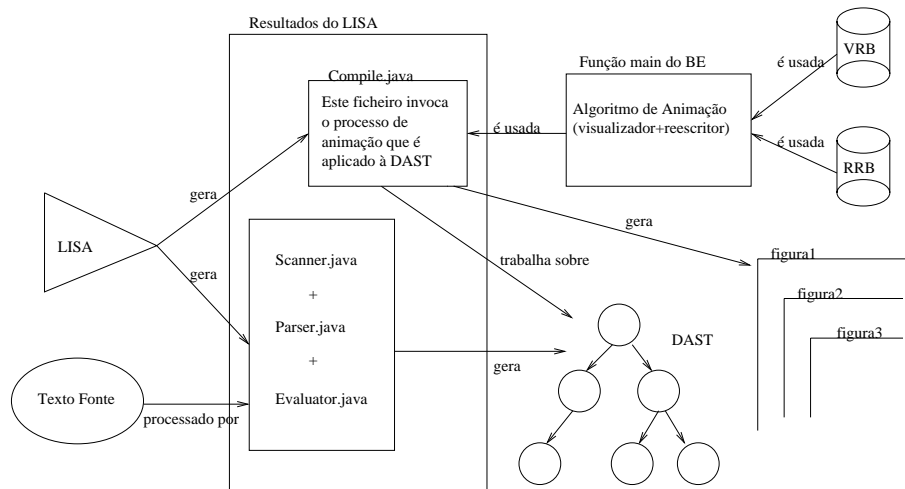 Resultados do LISA
VRB
Função main do BE
é usada
Compile.java
Este ficheiro invoca
o processo de
animação que é
aplicado à DAST
Algoritmo de Animação
(visualizador+reescritor)
é usada
é usada
RRB
gera
gera
LISA
gera
Scanner.java
+
Parser.java
+
Evaluator.java
trabalha sobre
figura1
figura2
figura3
DAST
gera
Texto Fonte
processado por